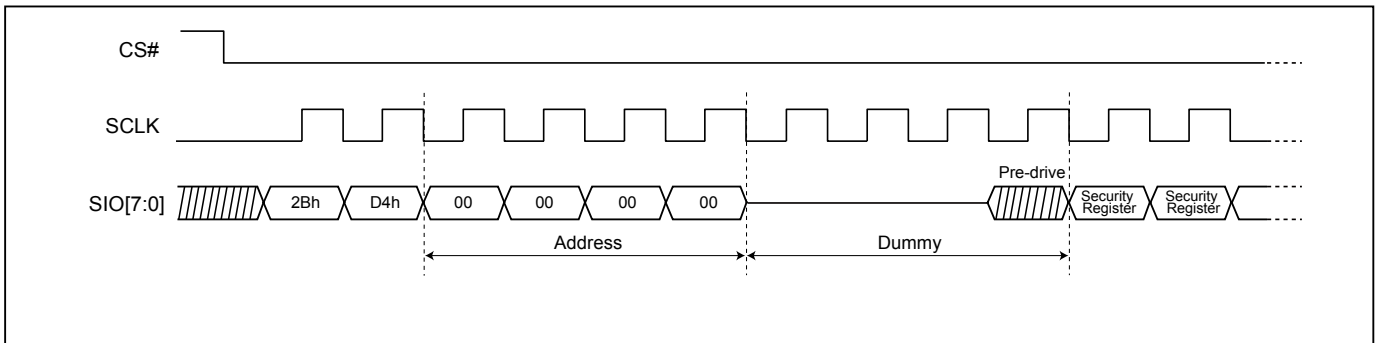 CS#
SCLK
Pre-drive
SIO[7:0] 2Bh D4h 00 00 00 00 Security Register Security Register
Address Dummy